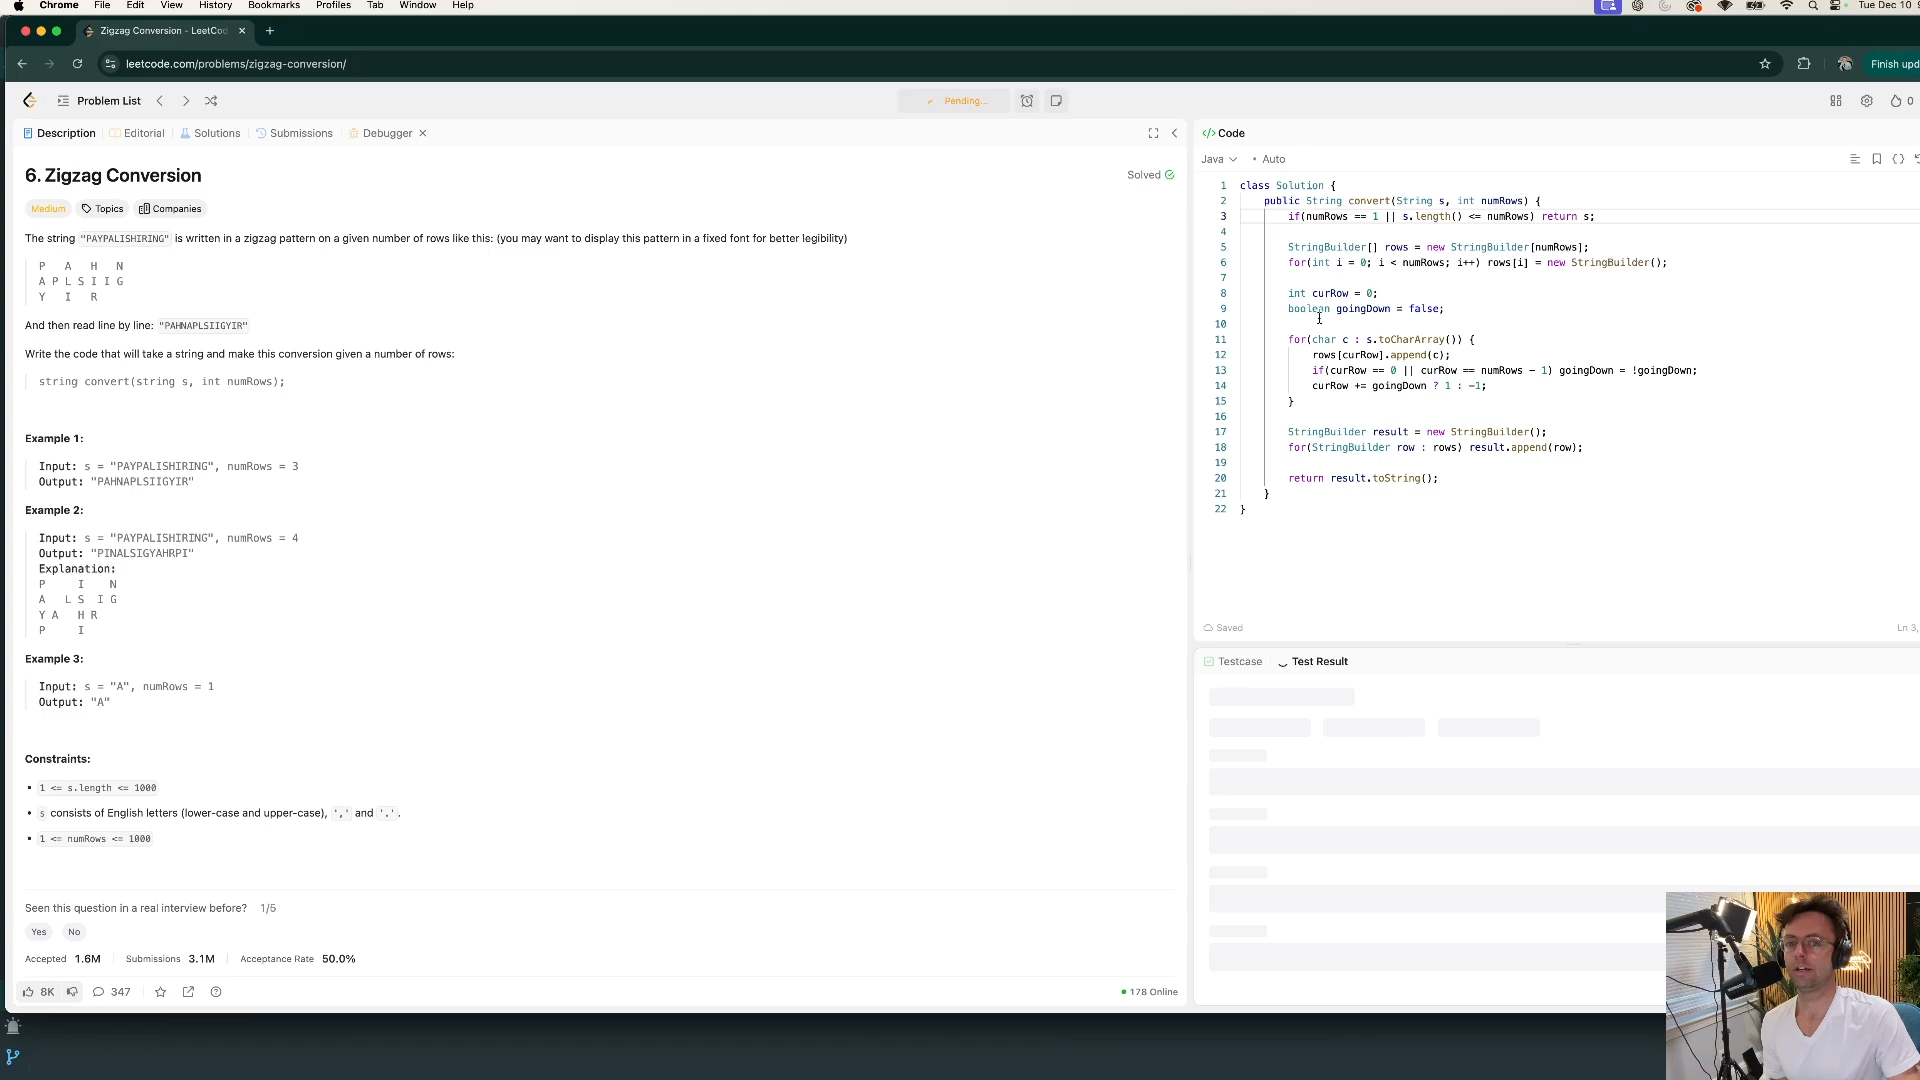 Chrome File Edit View History Bookmarks Profiles Tab Window Help Tue Dec 10
Zigzag Conversion - LeetCod
leetcode.com/problems/zigzag-conversion/ Finish upd
Problem List Pending... 0
Description Editorial Solutions Submissions Debugger
6. Zigzag Conversion Solved
Medium Topics Companies
The string "PAYPALISHIRING" is written in a zigzag pattern on a given number of rows like this: (you may want to display this pattern in a fixed font for better legibility)
P A H N
A P L S I I G
Y I R
And then read line by line: "PAHNAPLSIIGYIR"
Write the code that will take a string and make this conversion given a number of rows:
string convert(string s, int numRows);
Example 1:
Input: s = "PAYPALISHIRING", numRows = 3
Output: "PAHNAPLSIIGYIR"
Example 2:
Input: s = "PAYPALISHIRING", numRows = 4
Output: "PINALSIGYAHRPI"
Explanation:
P I N
A L S I G
Y A H R
P I
Example 3:
Input: s = "A", numRows = 1
Output: "A"
Constraints:
• 1 <= s.length <= 1000
• s consists of English letters (lower-case and upper-case), ',' and '.'.
• 1 <= numRows <= 1000
Seen this question in a real interview before? 1/5
Yes No
Accepted 1.6M Submissions 3.1M Acceptance Rate 50.0%
8K 347 178 Online
</> Code
Java • Auto
1 class Solution {
2 public String convert(String s, int numRows) {
3 if(numRows == 1 || s.length() <= numRows) return s;
4
5 StringBuilder[] rows = new StringBuilder[numRows];
6 for(int i = 0; i < numRows; i++) rows[i] = new StringBuilder();
7
8 int curRow = 0;
9 boolean goingDown = false;
10
11 for(char c : s.toCharArray()) {
12 rows[curRow].append(c);
13 if(curRow == 0 || curRow == numRows - 1) goingDown = !goingDown;
14 curRow += goingDown ? 1 : -1;
15 }
16
17 StringBuilder result = new StringBuilder();
18 for(StringBuilder row : rows) result.append(row);
19
20 return result.toString();
21 }
22 }
Saved Ln 3,
Testcase Test Result